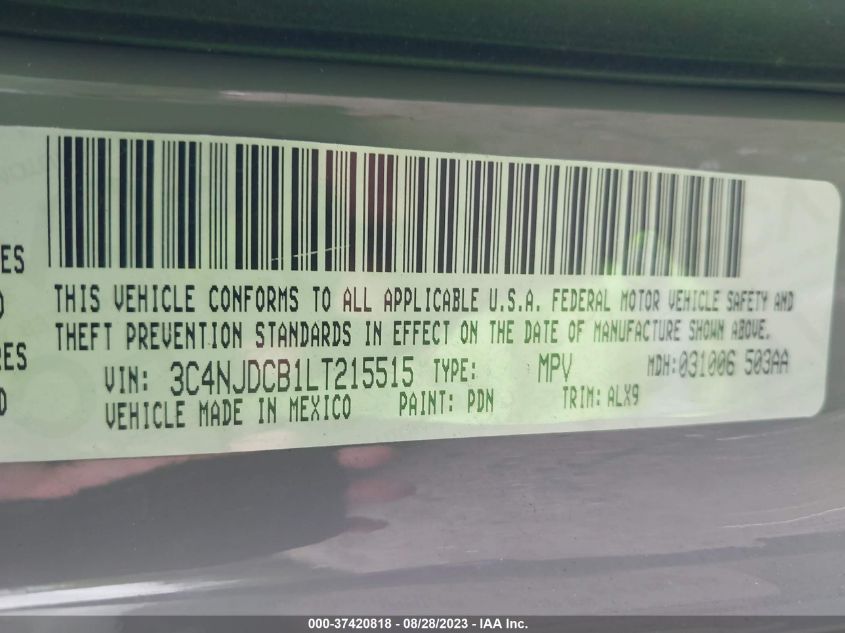 THIS VEHICLE CONFORMS TO ALL APPLICABLE U.S.A. FEDERAL MOTOR VEHICLE SAFETY AND
ES
THEFT PREVENTION STANDARDS IN EFFECT ON THE DATE OF MANUFACTURE SHOWN ABOVE.
RES
VIN: 3C4NJDCB1LT215515 TYPE: MPV MDH:031006 503AA
VEHICLE MADE IN MEXICO PAINT: PDN TRIM: ALX9
000-37420818 - 08/28/2023 - IAA Inc.